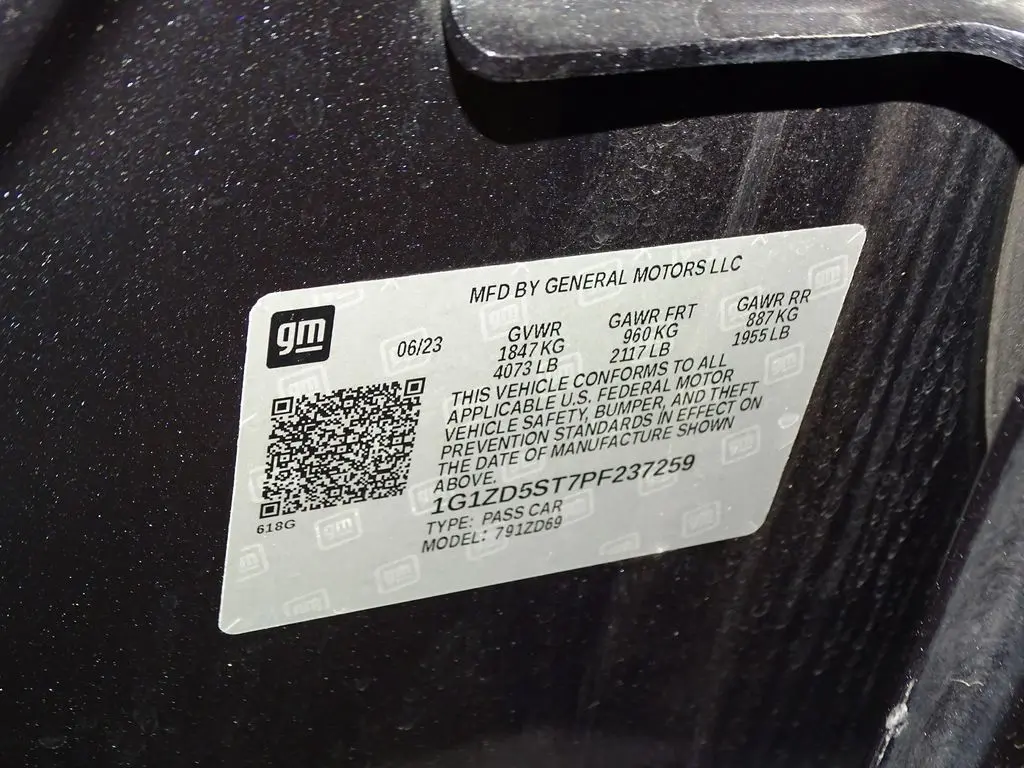 MFD BY GENERAL MOTORS LLC
gm
06/23
GVWR
1847 KG
4073 LB
GAWR FRT
960 KG
2117 LB
GAWR RR
887 KG
1955 LB
THIS VEHICLE CONFORMS TO ALL
APPLICABLE U.S. FEDERAL MOTOR
VEHICLE SAFETY, BUMPER, AND THEFT
PREVENTION STANDARDS IN EFFECT ON
THE DATE OF MANUFACTURE SHOWN
ABOVE.
1G1ZD5ST7PF237259
TYPE: PASS CAR
MODEL: 791ZD69
618G